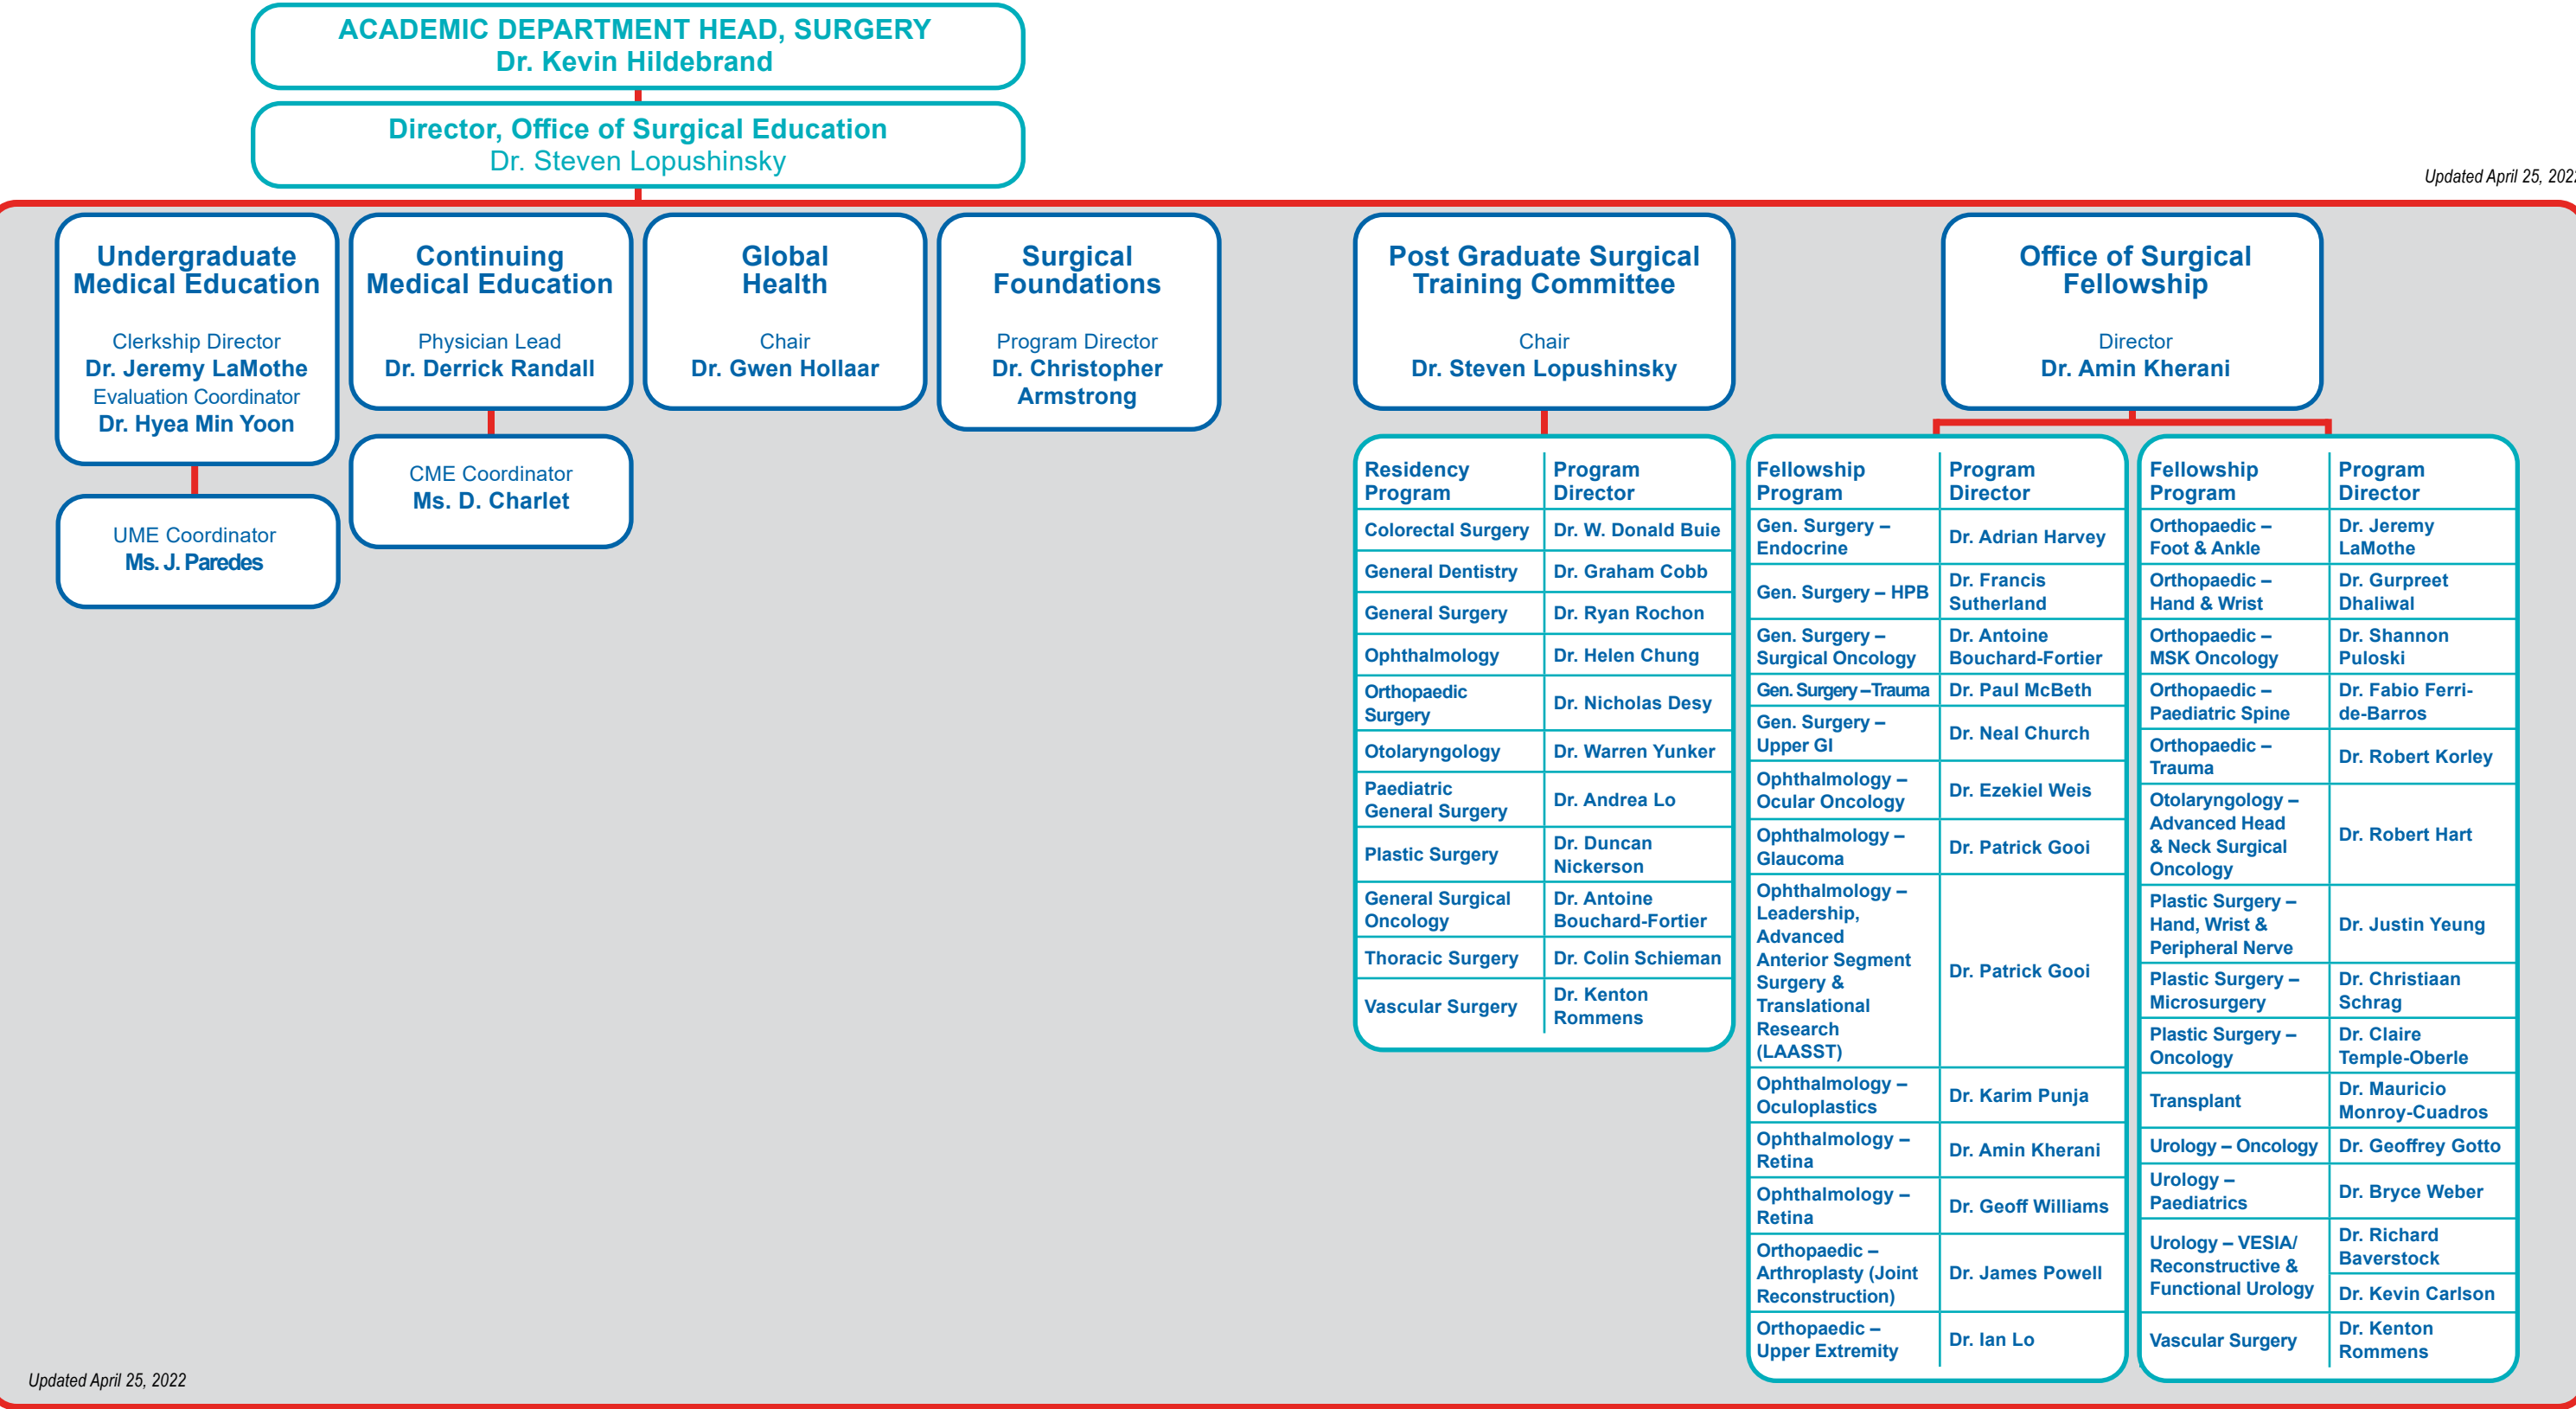 ACADEMIC DEPARTMENT HEAD, SURGERY
Dr. Kevin Hildebrand
Director, Office of Surgical Education
Dr. Steven Lopushinsky
Updated April 25, 202
Undergraduate
Medical Education
Clerkship Director
Dr. Jeremy LaMothe
Evaluation Coordinator
Dr. Hyea Min Yoon
UME Coordinator
Ms. J. Paredes
Continuing
Medical Education
Physician Lead
Dr. Derrick Randall
CME Coordinator
Ms. D. Charlet
Global
Health
Chair
Dr. Gwen Hollaar
Surgical
Foundations
Program Director
Dr. Christopher
Armstrong
Post Graduate Surgical
Training Committee
Chair
Dr. Steven Lopushinsky
Residency
Program
Program
Director
Colorectal Surgery
Dr. W. Donald Buie
General Dentistry
Dr. Graham Cobb
General Surgery
Dr. Ryan Rochon
Ophthalmology
Dr. Helen Chung
Orthopaedic
Surgery
Dr. Nicholas Desy
Otolaryngology
Dr. Warren Yunker
Paediatric
General Surgery
Dr. Andrea Lo
Plastic Surgery
Dr. Duncan
Nickerson
General Surgical
Oncology
Dr. Antoine
Bouchard-Fortier
Thoracic Surgery
Dr. Colin Schieman
Vascular Surgery
Dr. Kenton
Rommens
Office of Surgical
Fellowship
Director
Dr. Amin Kherani
Fellowship
Program
Program
Director
Gen. Surgery –
Endocrine
Dr. Adrian Harvey
Gen. Surgery – HPB
Dr. Francis
Sutherland
Gen. Surgery –
Surgical Oncology
Dr. Antoine
Bouchard-Fortier
Gen. Surgery –Trauma
Dr. Paul McBeth
Gen. Surgery –
Upper GI
Dr. Neal Church
Ophthalmology –
Ocular Oncology
Dr. Ezekiel Weis
Ophthalmology –
Glaucoma
Dr. Patrick Gooi
Ophthalmology –
Leadership,
Advanced
Anterior Segment
Surgery &
Translational
Research
(LAASST)
Dr. Patrick Gooi
Ophthalmology –
Oculoplastics
Dr. Karim Punja
Ophthalmology –
Retina
Dr. Amin Kherani
Ophthalmology –
Retina
Dr. Geoff Williams
Orthopaedic –
Arthroplasty (Joint
Reconstruction)
Dr. James Powell
Orthopaedic –
Upper Extremity
Dr. Ian Lo
Fellowship
Program
Program
Director
Orthopaedic –
Foot & Ankle
Dr. Jeremy
LaMothe
Orthopaedic –
Hand & Wrist
Dr. Gurpreet
Dhaliwal
Orthopaedic –
MSK Oncology
Dr. Shannon
Puloski
Orthopaedic –
Paediatric Spine
Dr. Fabio Ferri-
de-Barros
Orthopaedic –
Trauma
Dr. Robert Korley
Otolaryngology –
Advanced Head
& Neck Surgical
Oncology
Dr. Robert Hart
Plastic Surgery –
Hand, Wrist &
Peripheral Nerve
Dr. Justin Yeung
Plastic Surgery –
Microsurgery
Dr. Christiaan
Schrag
Plastic Surgery –
Oncology
Dr. Claire
Temple-Oberle
Transplant
Dr. Mauricio
Monroy-Cuadros
Urology – Oncology
Dr. Geoffrey Gotto
Urology –
Paediatrics
Dr. Bryce Weber
Urology – VESIA/
Reconstructive &
Functional Urology
Dr. Richard
Baverstock
Dr. Kevin Carlson
Vascular Surgery
Dr. Kenton
Rommens
Updated April 25, 2022